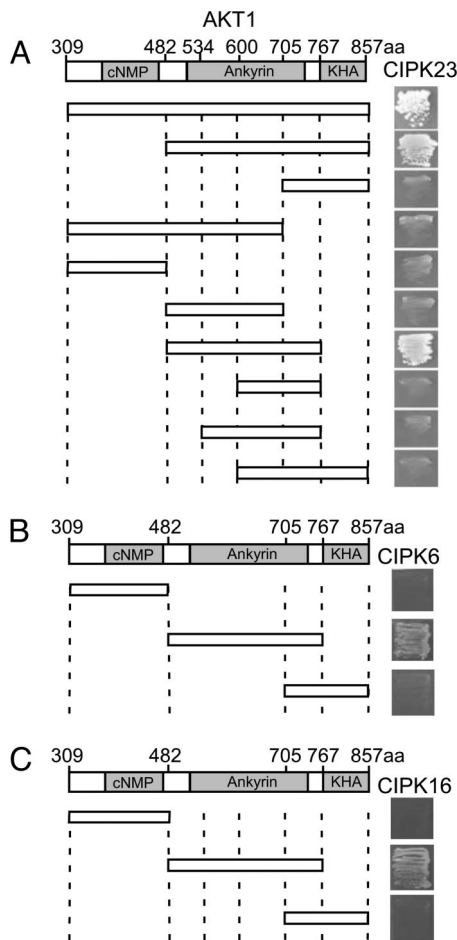 AKT1
309 482 534 600 705 767 857aa
A
cNMP Ankyrin KHA CIPK23
309 482 705 767 857aa
B
cNMP Ankyrin KHA CIPK6
309 482 705 767 857aa
C
cNMP Ankyrin KHA CIPK16